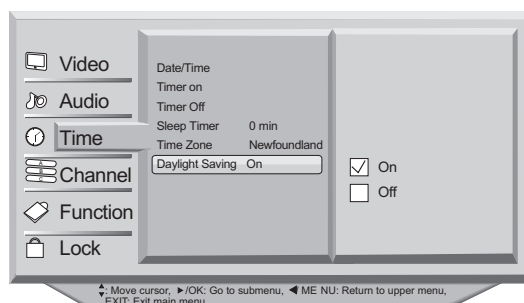 Video
Audio
Time
Channel
Function
Lock
Date/Time
Timer on
Timer Off
Sleep Timer 0 min
Time Zone Newfoundland
Daylight Saving On
On
Off
: Move cursor, ►/OK: Go to submenu, ◄ ME NU: Return to upper menu,
EXIT: Exit main menu